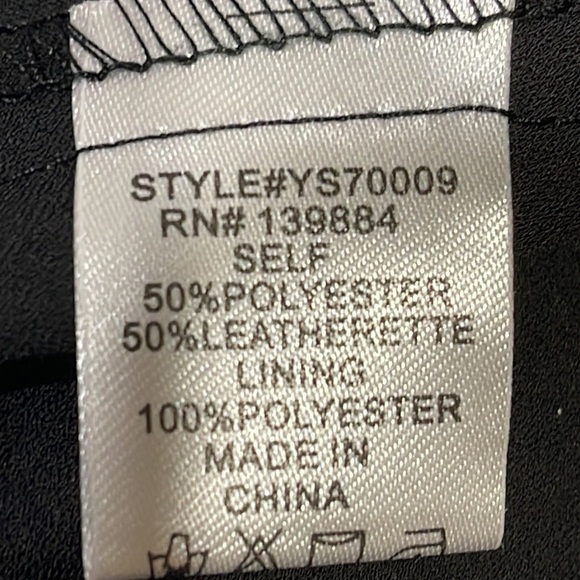 STYLE#YS70009
RN# 139884
SELF
50%POLYESTER
50%LEATHERETTE
LINING
100%POLYESTER
MADE IN
CHINA